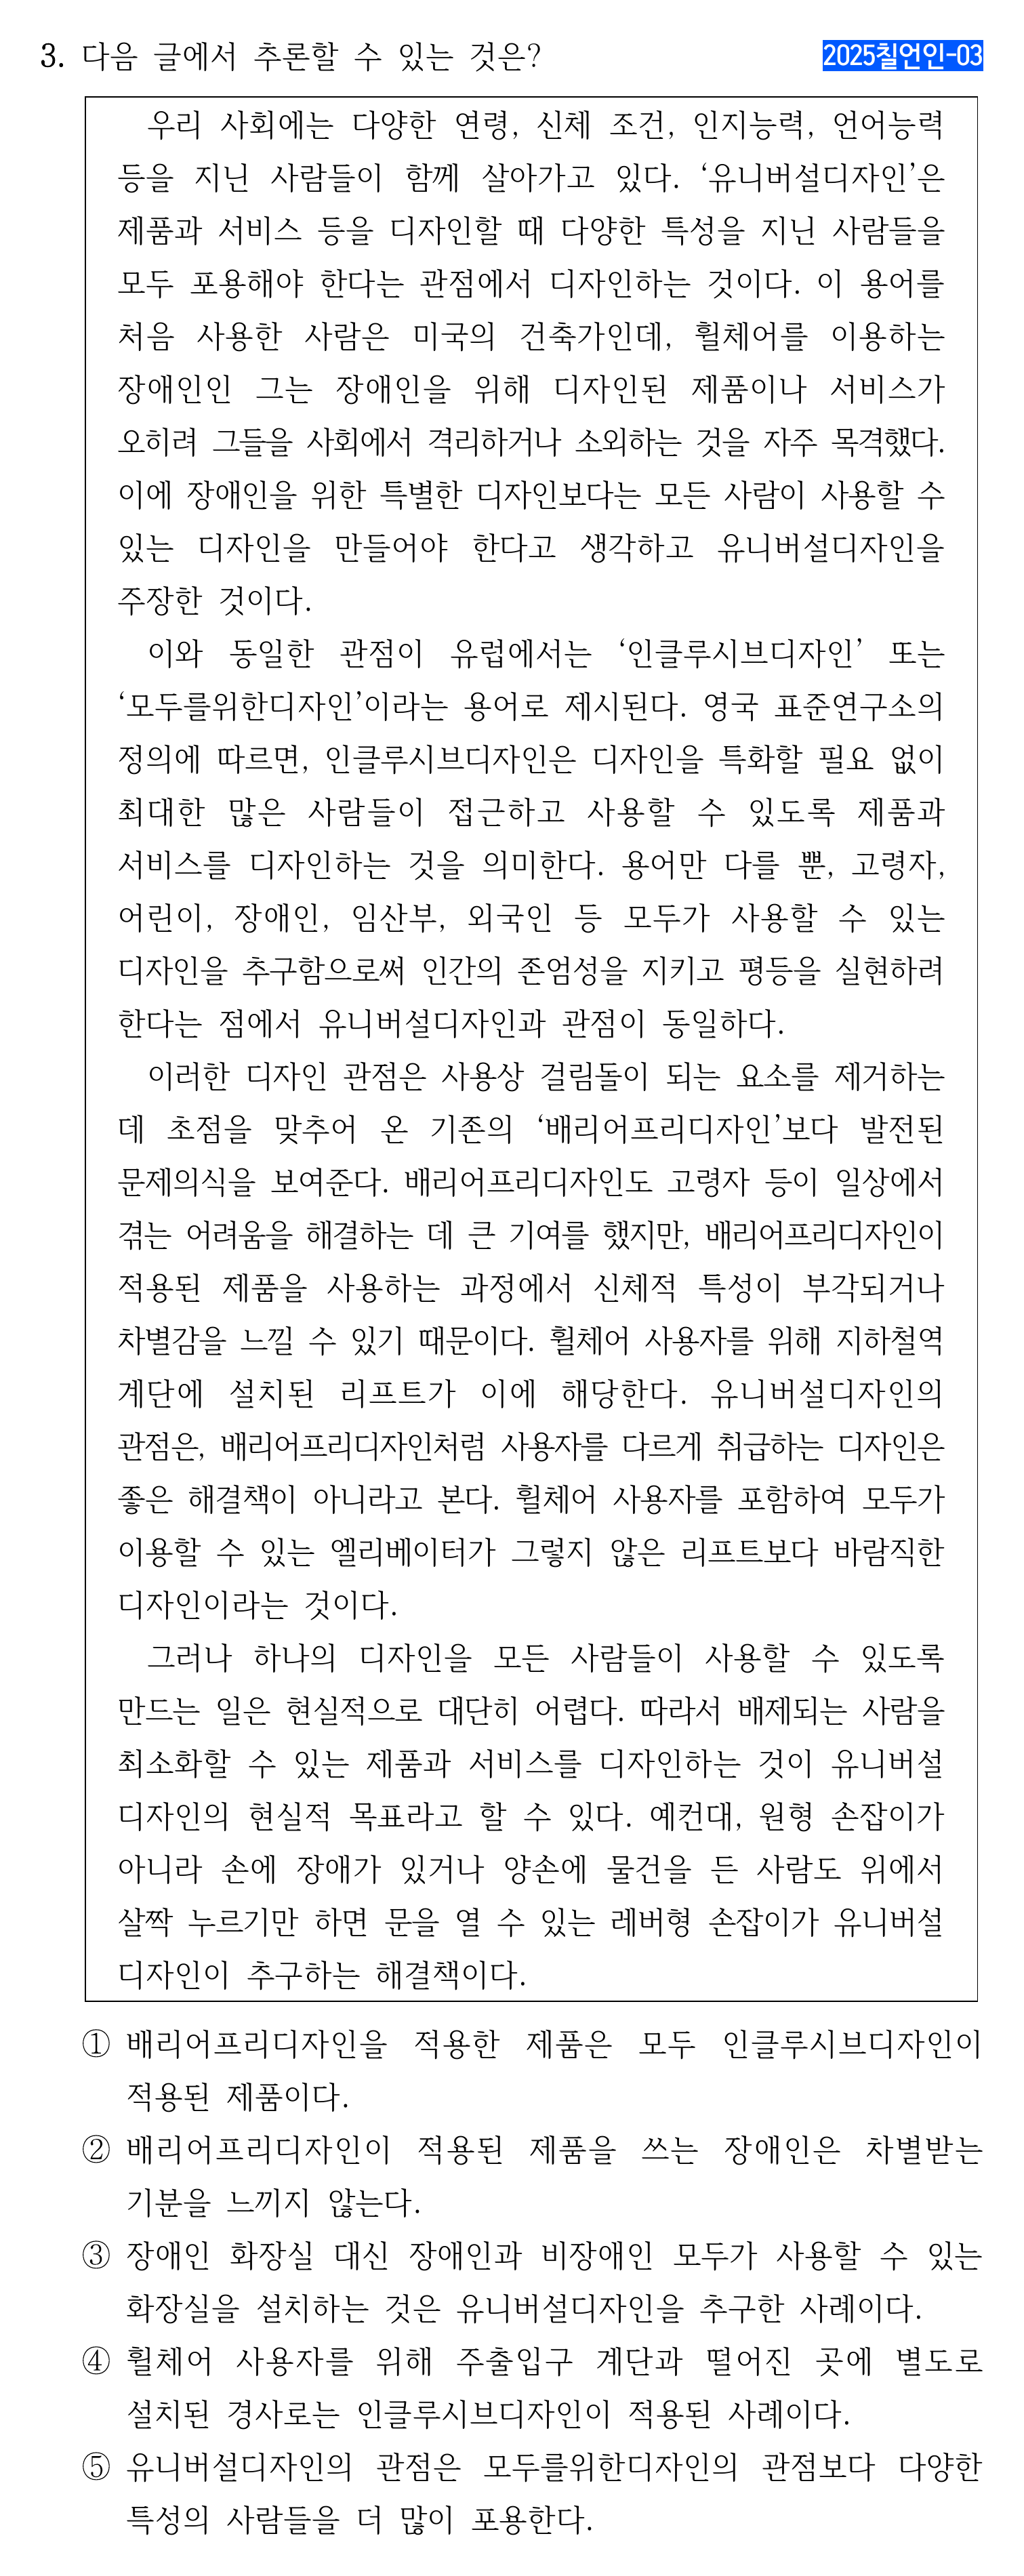 3. 다음 글에서 추론할 수 있는 것은?
2025칠언인-03
우리 사회에는 다양한 연령, 신체 조건, 인지능력, 언어능력
등을 지닌 사람들이 함께 살아가고 있다. ‘유니버설디자인’은
제품과 서비스 등을 디자인할 때 다양한 특성을 지닌 사람들을
모두 포용해야 한다는 관점에서 디자인하는 것이다. 이 용어를
처음 사용한 사람은 미국의 건축가인데, 휠체어를 이용하는
장애인인 그는 장애인을 위해 디자인된 제품이나 서비스가
오히려 그들을 사회에서 격리하거나 소외하는 것을 자주 목격했다.
이에 장애인을 위한 특별한 디자인보다는 모든 사람이 사용할 수
있는 디자인을 만들어야 한다고 생각하고 유니버설디자인을
주장한 것이다.
이와 동일한 관점이 유럽에서는 ‘인클루시브디자인’ 또는
‘모두를위한디자인’이라는 용어로 제시된다. 영국 표준연구소의
정의에 따르면, 인클루시브디자인은 디자인을 특화할 필요 없이
최대한 많은 사람들이 접근하고 사용할 수 있도록 제품과
서비스를 디자인하는 것을 의미한다. 용어만 다를 뿐, 고령자,
어린이, 장애인, 임산부, 외국인 등 모두가 사용할 수 있는
디자인을 추구함으로써 인간의 존엄성을 지키고 평등을 실현하려
한다는 점에서 유니버설디자인과 관점이 동일하다.
이러한 디자인 관점은 사용상 걸림돌이 되는 요소를 제거하는
데 초점을 맞추어 온 기존의 ‘배리어프리디자인’보다 발전된
문제의식을 보여준다. 배리어프리디자인도 고령자 등이 일상에서
겪는 어려움을 해결하는 데 큰 기여를 했지만, 배리어프리디자인이
적용된 제품을 사용하는 과정에서 신체적 특성이 부각되거나
차별감을 느낄 수 있기 때문이다. 휠체어 사용자를 위해 지하철역
계단에 설치된 리프트가 이에 해당한다. 유니버설디자인의
관점은, 배리어프리디자인처럼 사용자를 다르게 취급하는 디자인은
좋은 해결책이 아니라고 본다. 휠체어 사용자를 포함하여 모두가
이용할 수 있는 엘리베이터가 그렇지 않은 리프트보다 바람직한
디자인이라는 것이다.
그러나 하나의 디자인을 모든 사람들이 사용할 수 있도록
만드는 일은 현실적으로 대단히 어렵다. 따라서 배제되는 사람을
최소화할 수 있는 제품과 서비스를 디자인하는 것이 유니버설
디자인의 현실적 목표라고 할 수 있다. 예컨대, 원형 손잡이가
아니라 손에 장애가 있거나 양손에 물건을 든 사람도 위에서
살짝 누르기만 하면 문을 열 수 있는 레버형 손잡이가 유니버설
디자인이 추구하는 해결책이다.
① 배리어프리디자인을 적용한 제품은 모두 인클루시브디자인이
적용된 제품이다.
② 배리어프리디자인이 적용된 제품을 쓰는 장애인은 차별받는
기분을 느끼지 않는다.
③ 장애인 화장실 대신 장애인과 비장애인 모두가 사용할 수 있는
화장실을 설치하는 것은 유니버설디자인을 추구한 사례이다.
④ 휠체어 사용자를 위해 주출입구 계단과 떨어진 곳에 별도로
설치된 경사로는 인클루시브디자인이 적용된 사례이다.
⑤ 유니버설디자인의 관점은 모두를위한디자인의 관점보다 다양한
특성의 사람들을 더 많이 포용한다.